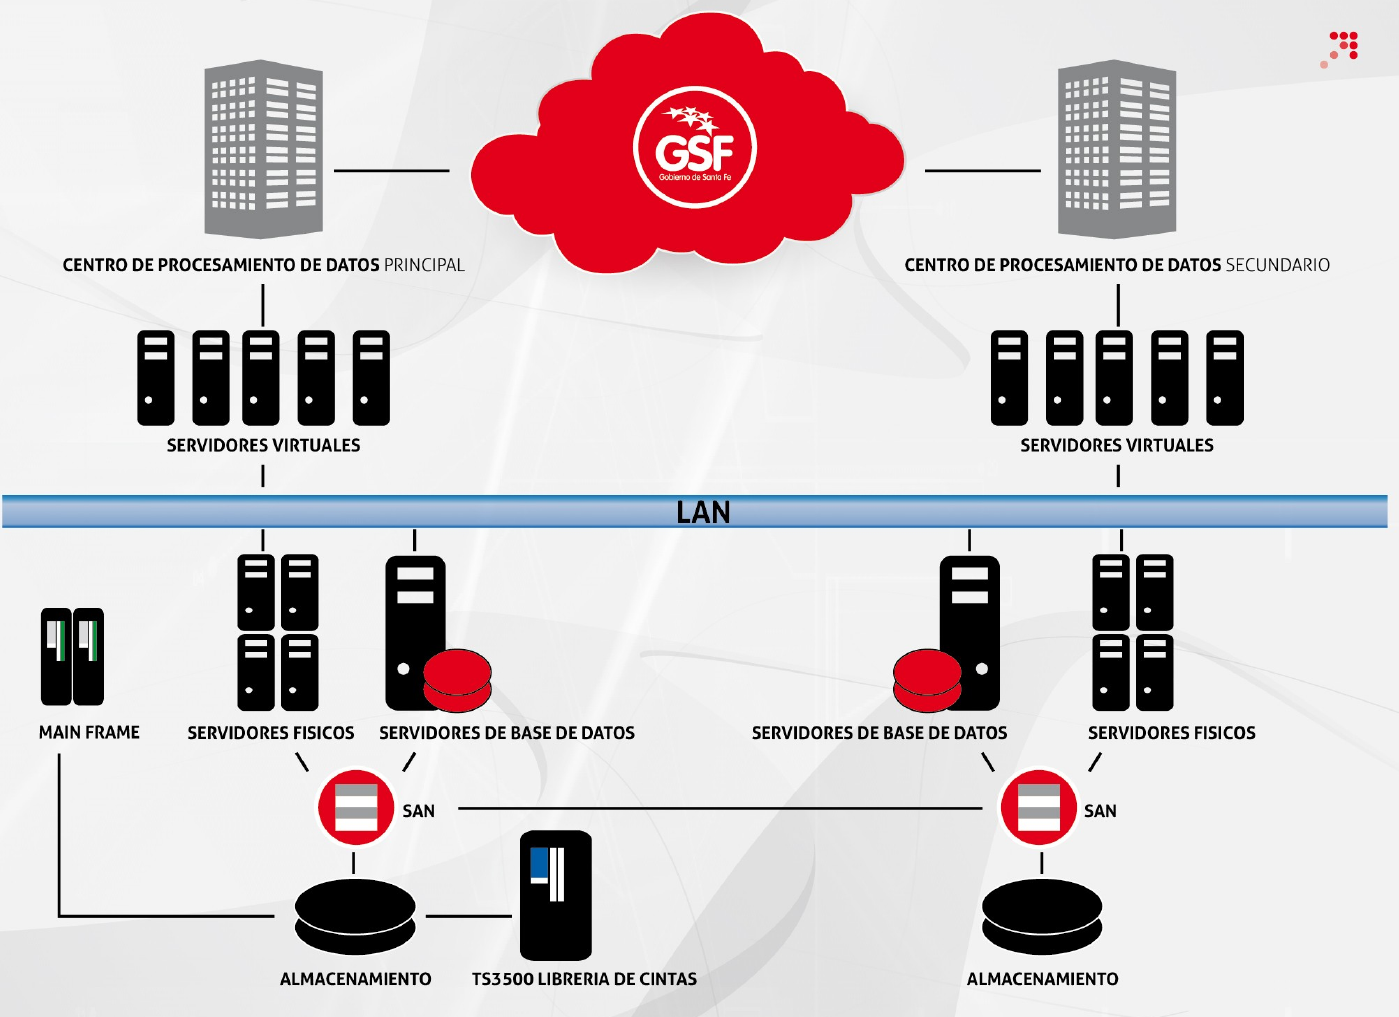 GSF
Gobierno de Santa Fe
CENTRO DE PROCESAMIENTO DE DATOS PRINCIPAL
CENTRO DE PROCESAMIENTO DE DATOS SECUNDARIO
SERVIDORES VIRTUALES
SERVIDORES VIRTUALES
LAN
MAIN FRAME
SERVIDORES FISICOS
SERVIDORES DE BASE DE DATOS
SERVIDORES DE BASE DE DATOS
SERVIDORES FISICOS
SAN
SAN
ALMACENAMIENTO
TS3500 LIBRERIA DE CINTAS
ALMACENAMIENTO